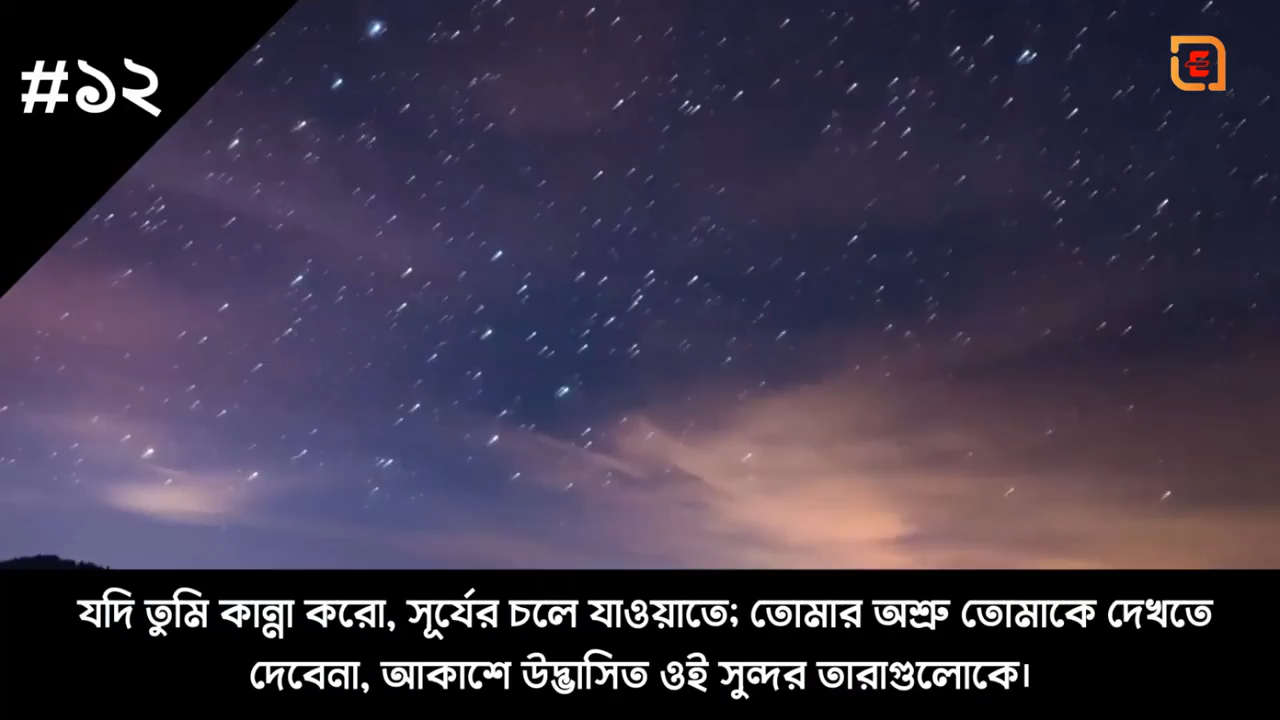 #১২
যদি তুমি কান্না করো, সূর্যের চলে যাওয়াতে; তোমার অশ্রু তোমাকে দেখতে
দেবেনা, আকাশে উদ্ভাসিত ওই সুন্দর তারাগুলোকে।